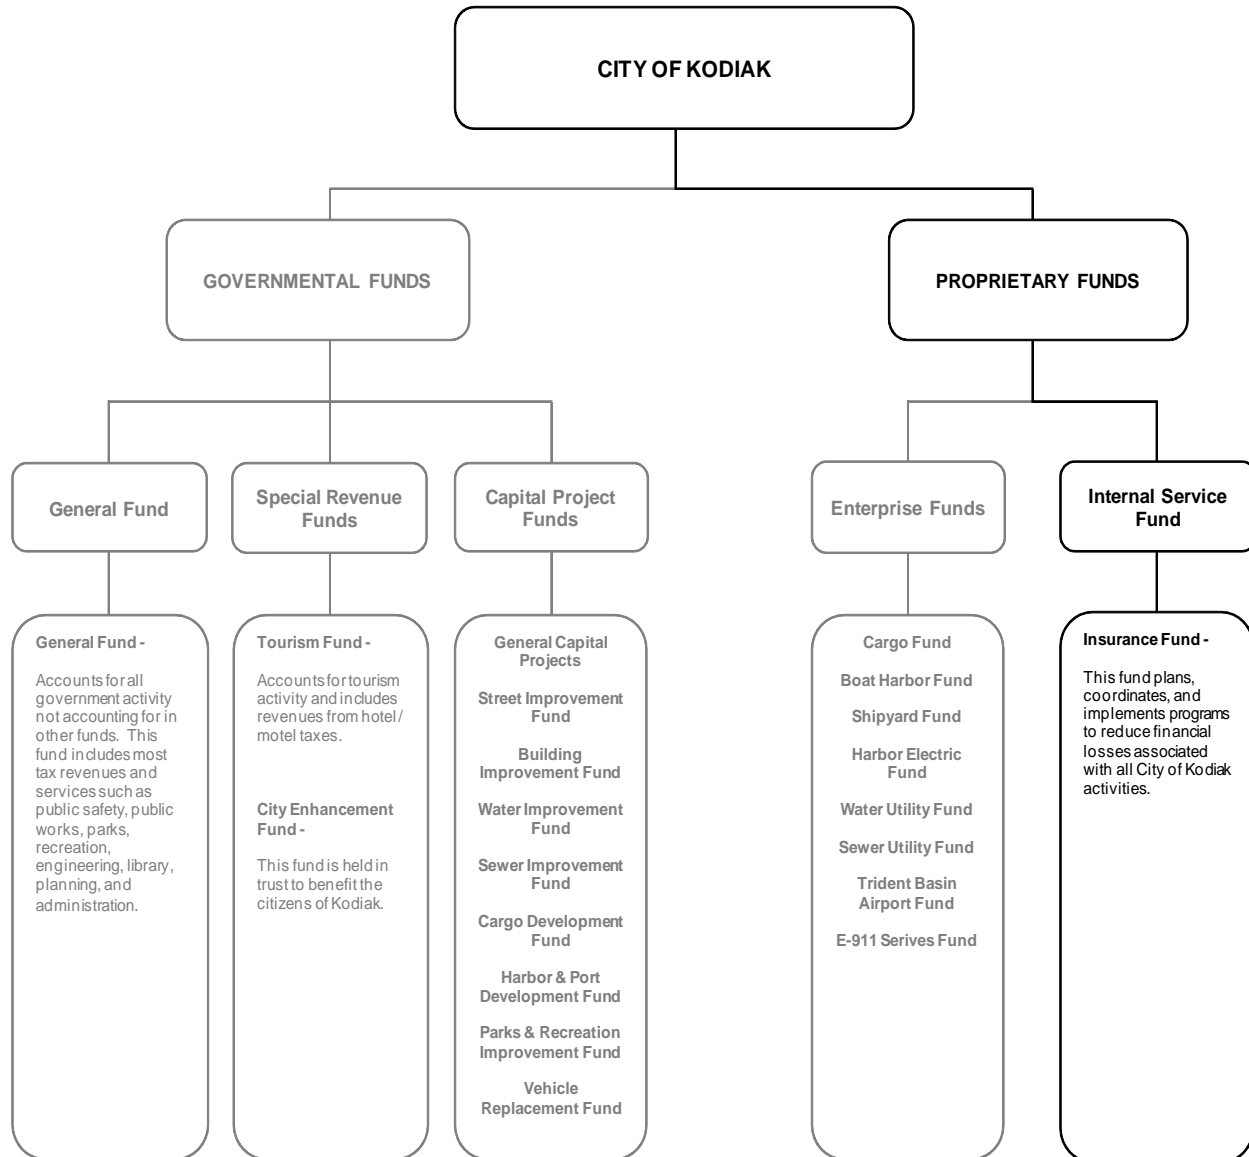 CITY OF KODIAK
GOVERNMENTAL FUNDS
PROPRIETARY FUNDS
General Fund
Special Revenue
Funds
Capital Project
Funds
Enterprise Funds
Internal Service
Fund
General Fund -
Accounts for all
government activity
not accounting for in
other funds. This
fund includes most
tax revenues and
services such as
public safety, public
works, parks,
recreation,
engineering, library,
planning, and
administration.
Tourism Fund -
Accounts for tourism
activity and includes
revenues from hotel/
motel taxes.
City Enhancement
Fund -
This fund is held in
trust to benefit the
citizens of Kodiak.
General Capital
Projects
Street Improvement
Fund
Building
Improvement Fund
Water Improvement
Fund
Sewer Improvement
Fund
Cargo Development
Fund
Harbor & Port
Development Fund
Parks & Recreation
Improvement Fund
Vehicle
Replacement Fund
Cargo Fund
Boat Harbor Fund
Shipyard Fund
Harbor Electric
Fund
Water Utility Fund
Sewer Utility Fund
Trident Basin
Airport Fund
E-911 Serives Fund
Insurance Fund -
This fund plans,
coordinates, and
implements programs
to reduce financial
losses associated
with all City of Kodiak
activities.